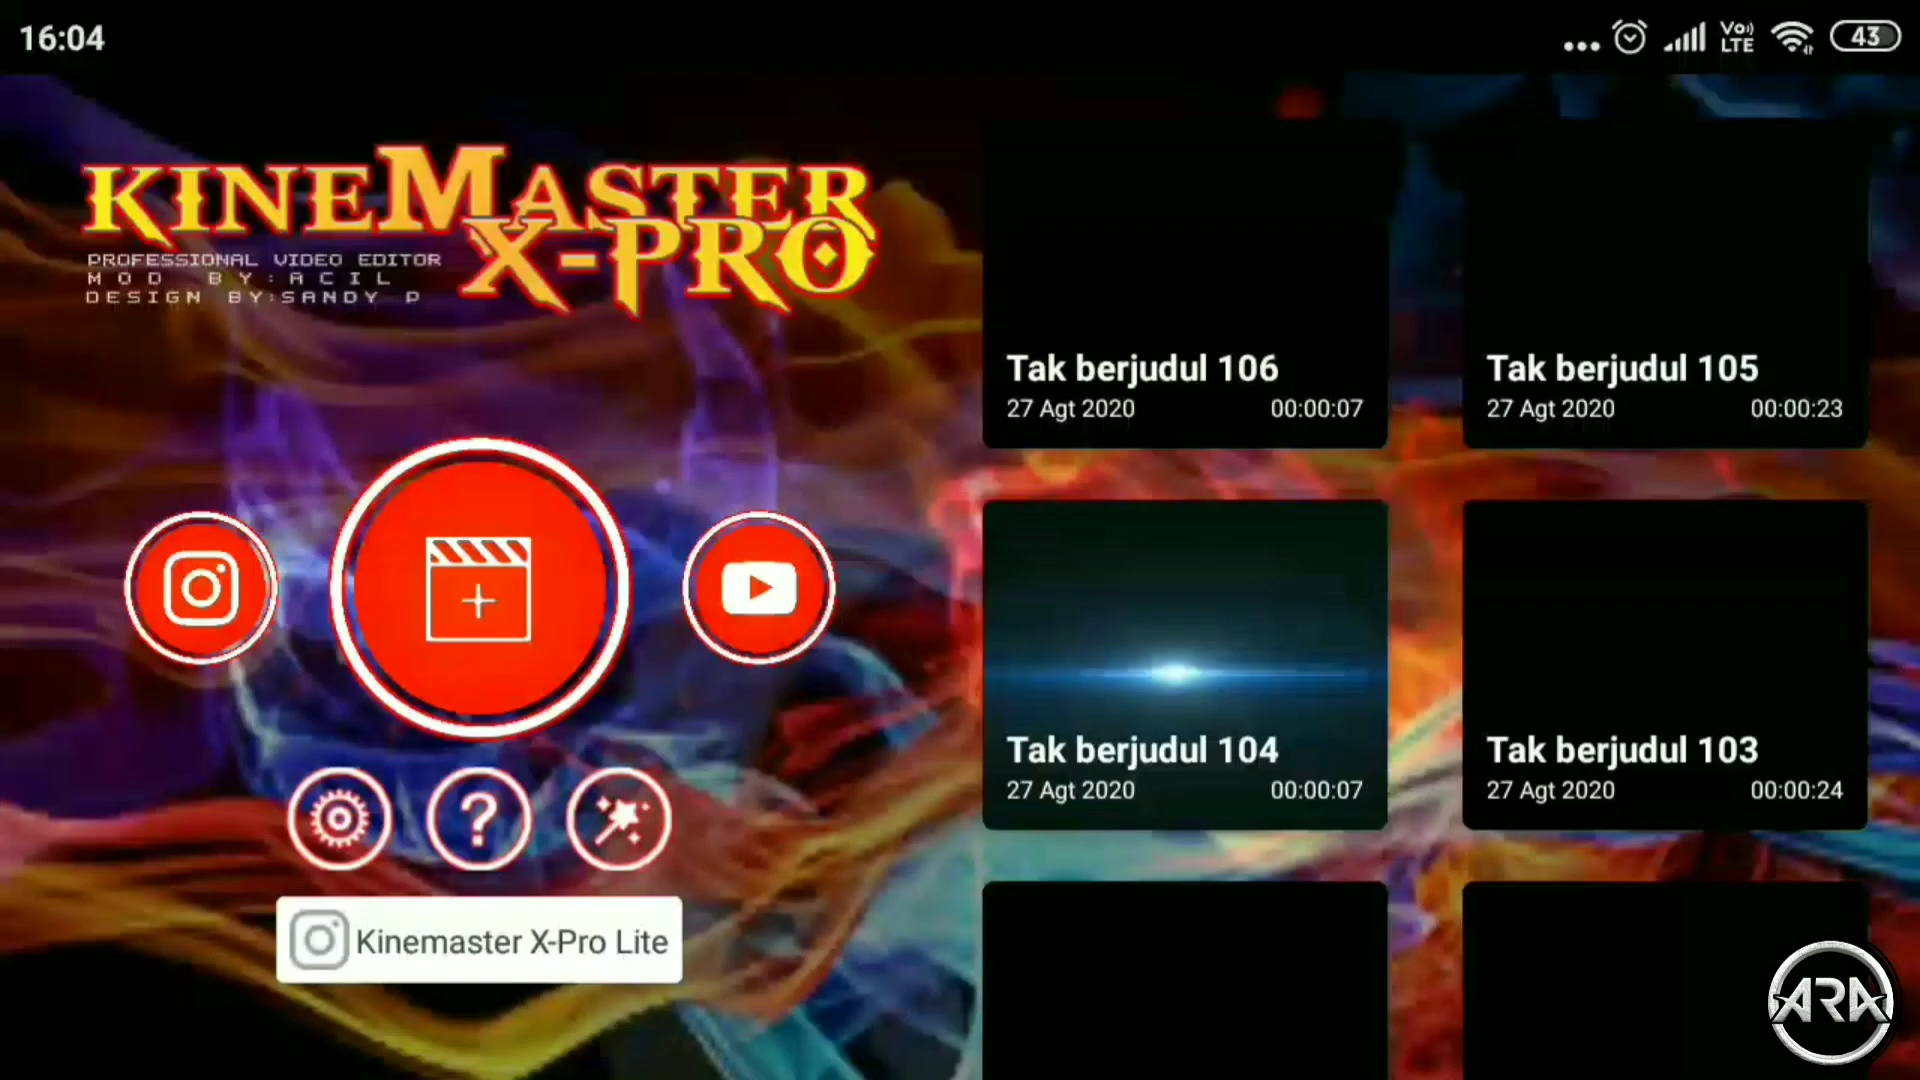 16:04
Vo))
LTE
43
KINEMASTER
X-PRO
PROFESSIONAL VIDEO EDITOR
MOD BY:ACIL
DESIGN BY:SANDY P
Tak berjudul 106
27 Agt 2020 00:00:07
Tak berjudul 105
27 Agt 2020 00:00:23
Tak berjudul 104
27 Agt 2020 00:00:07
Tak berjudul 103
27 Agt 2020 00:00:24
Kinemaster X-Pro Lite
ARA